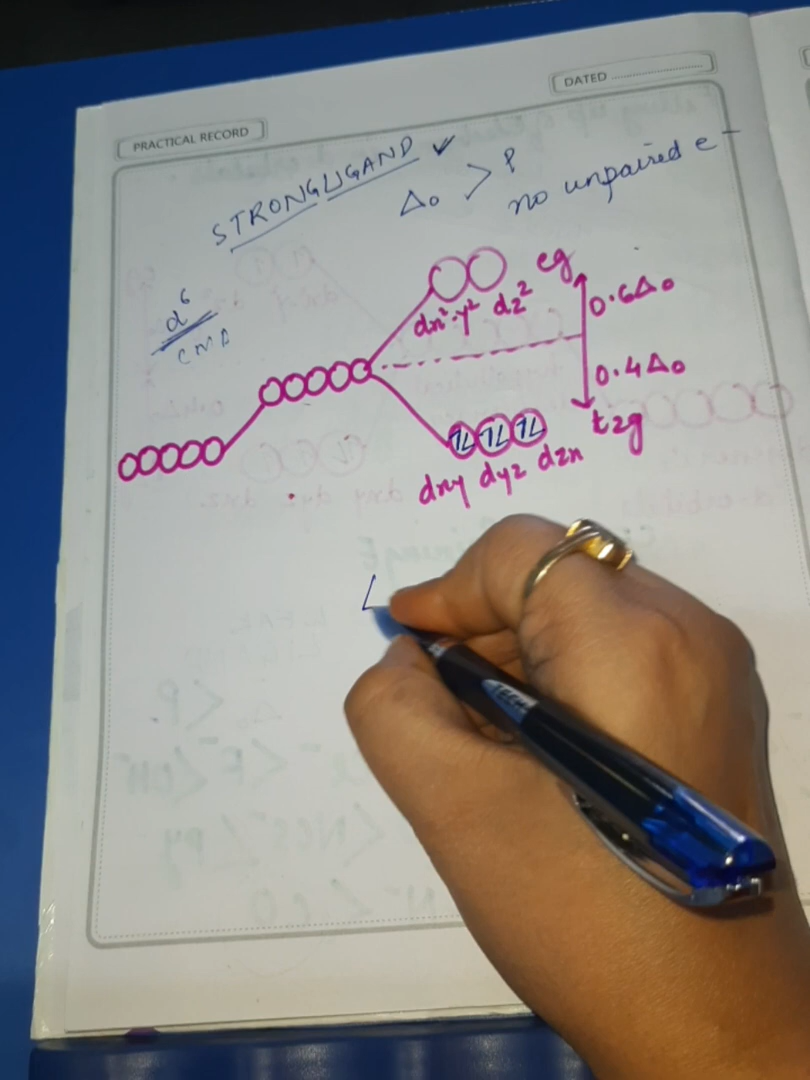 PRACTICAL RECORD
DATED
STRONG LIGAND ✓
Δo > P
no unpaired e-
d6
eg
dx²-y² dz²
0.6Δo
0.4Δo
t2g
dxy dyz dzx